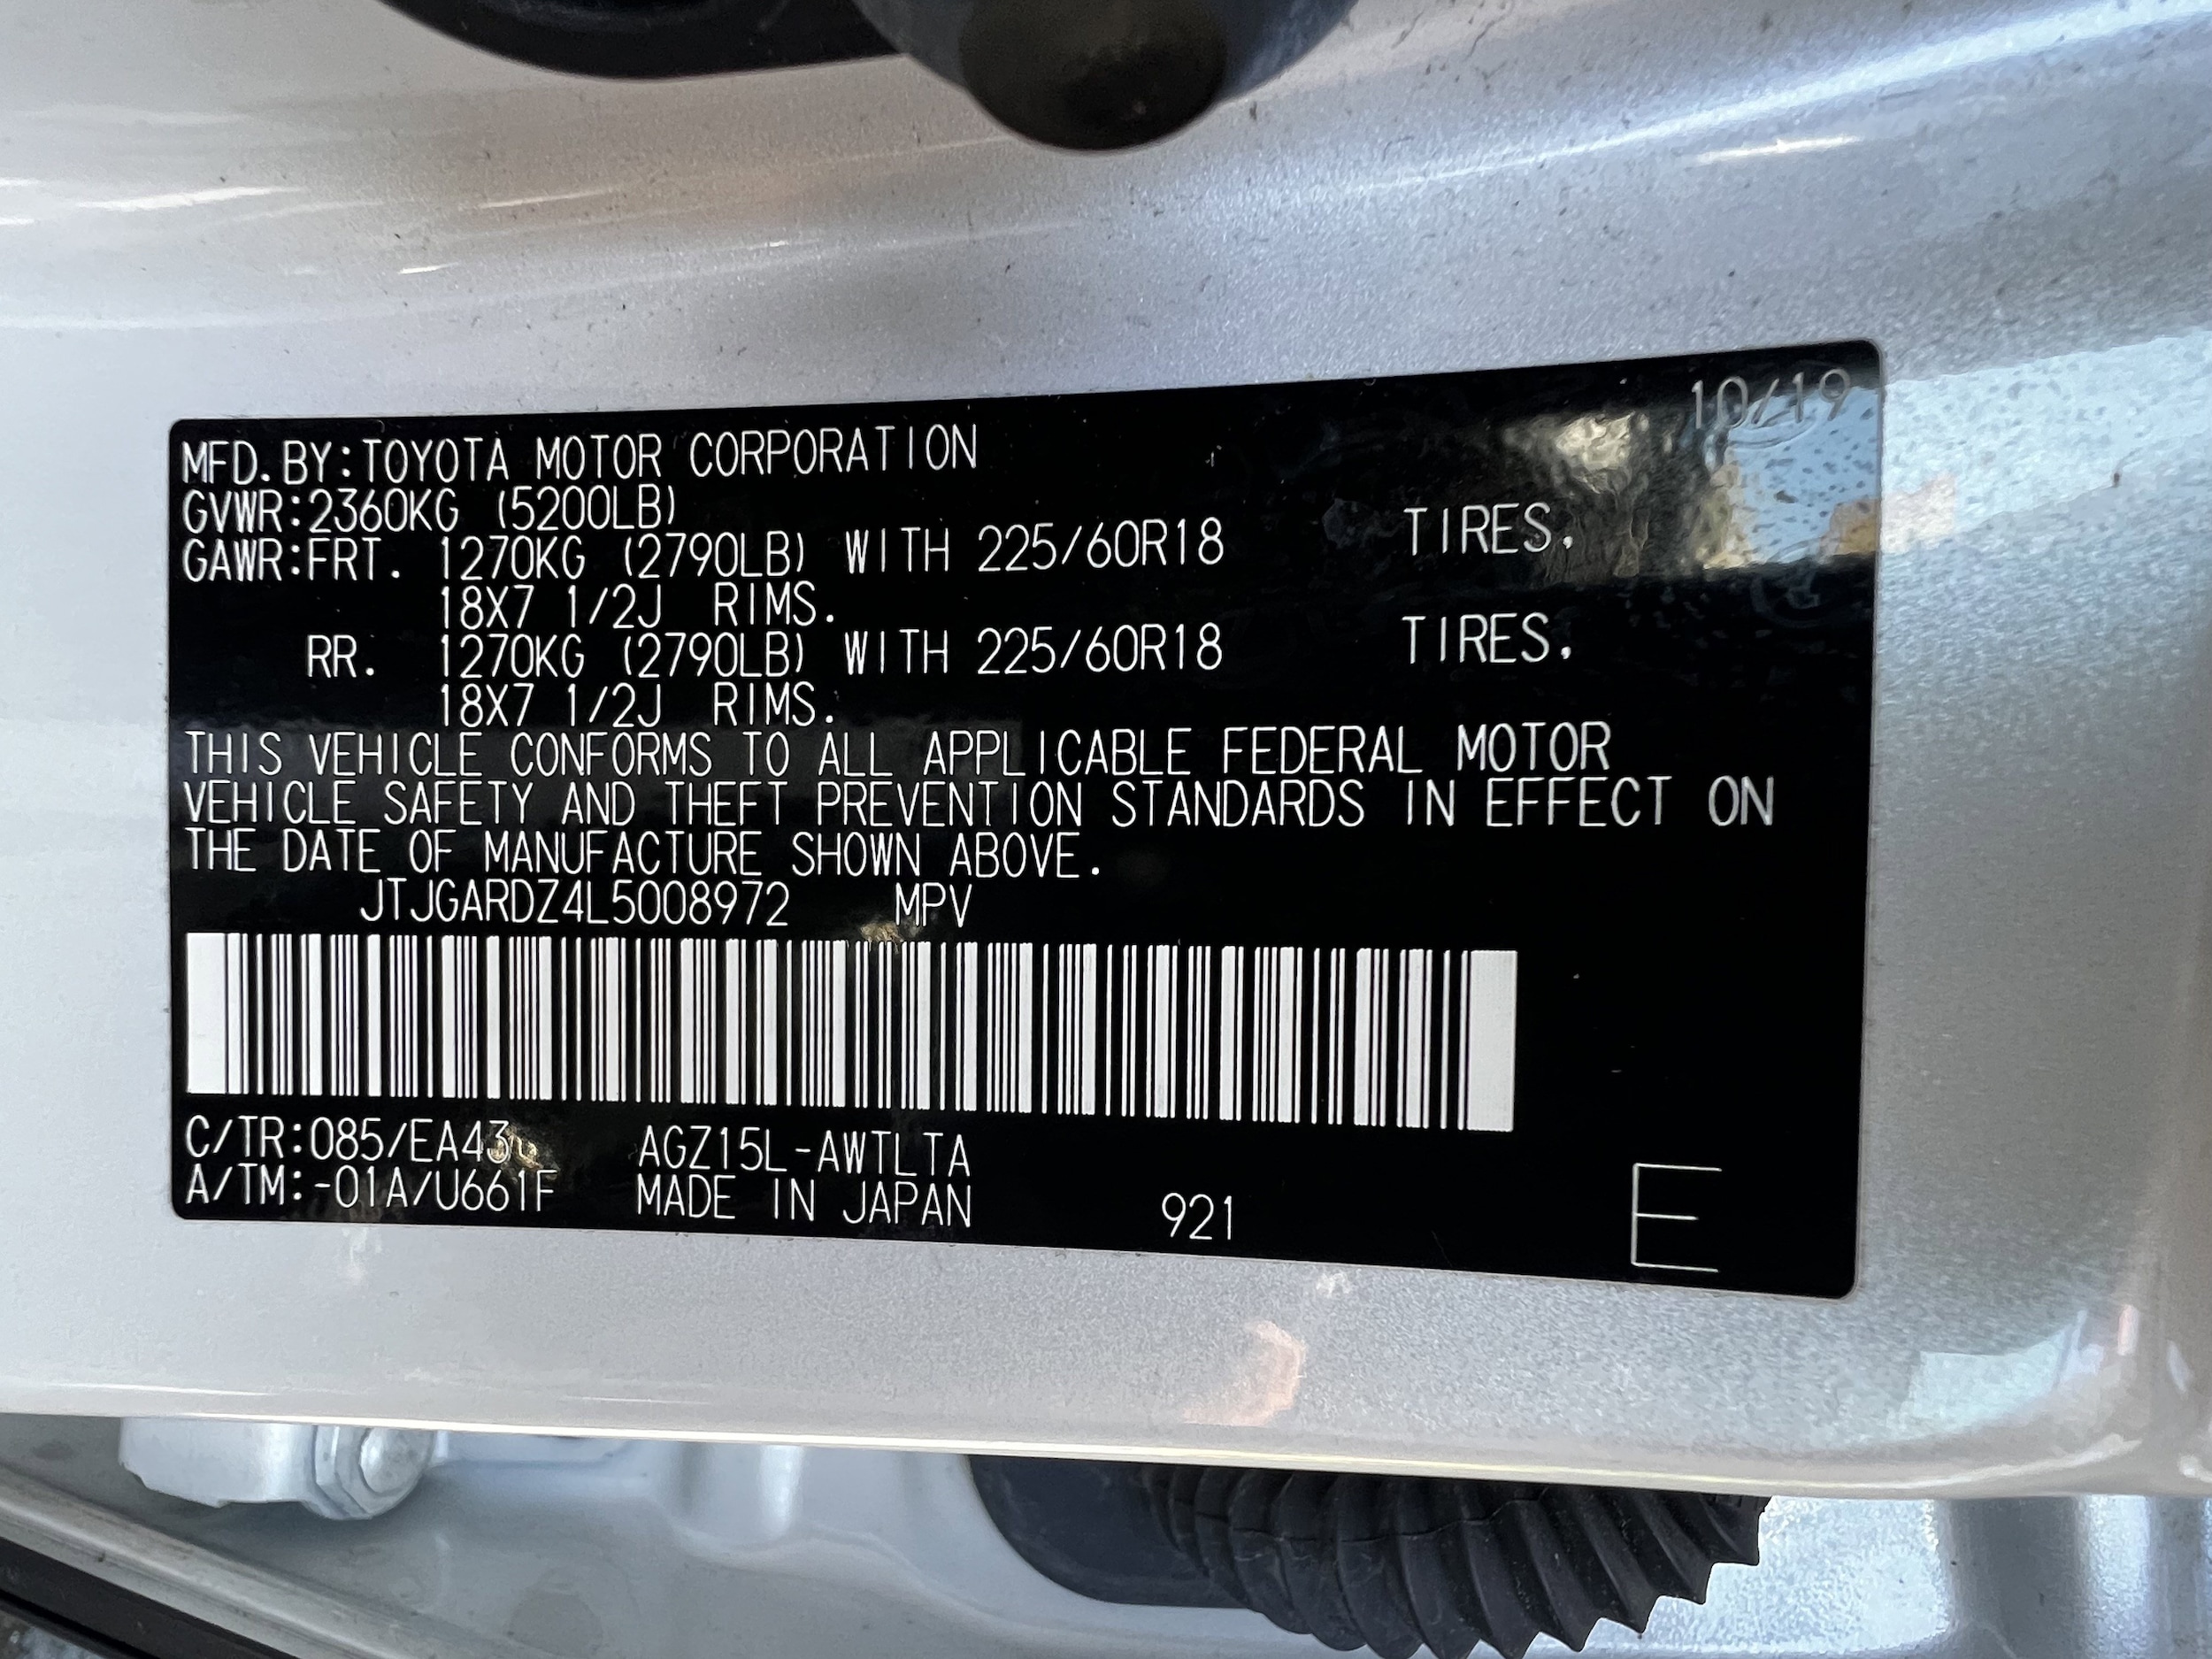 10/19
MFD.BY:TOYOTA MOTOR CORPORATION
GVWR:2360KG (5200LB)
GAWR:FRT. 1270KG (2790LB) WITH 225/60R18 TIRES,
18X7 1/2J RIMS.
RR. 1270KG (2790LB) WITH 225/60R18 TIRES,
18X7 1/2J RIMS.
THIS VEHICLE CONFORMS TO ALL APPLICABLE FEDERAL MOTOR
VEHICLE SAFETY AND THEFT PREVENTION STANDARDS IN EFFECT ON
THE DATE OF MANUFACTURE SHOWN ABOVE.
JTJGARDZ4L5008972 MPV
AGZ15L-AWTLTA
A/TM:-01A/U661F MADE IN JAPAN 921
E